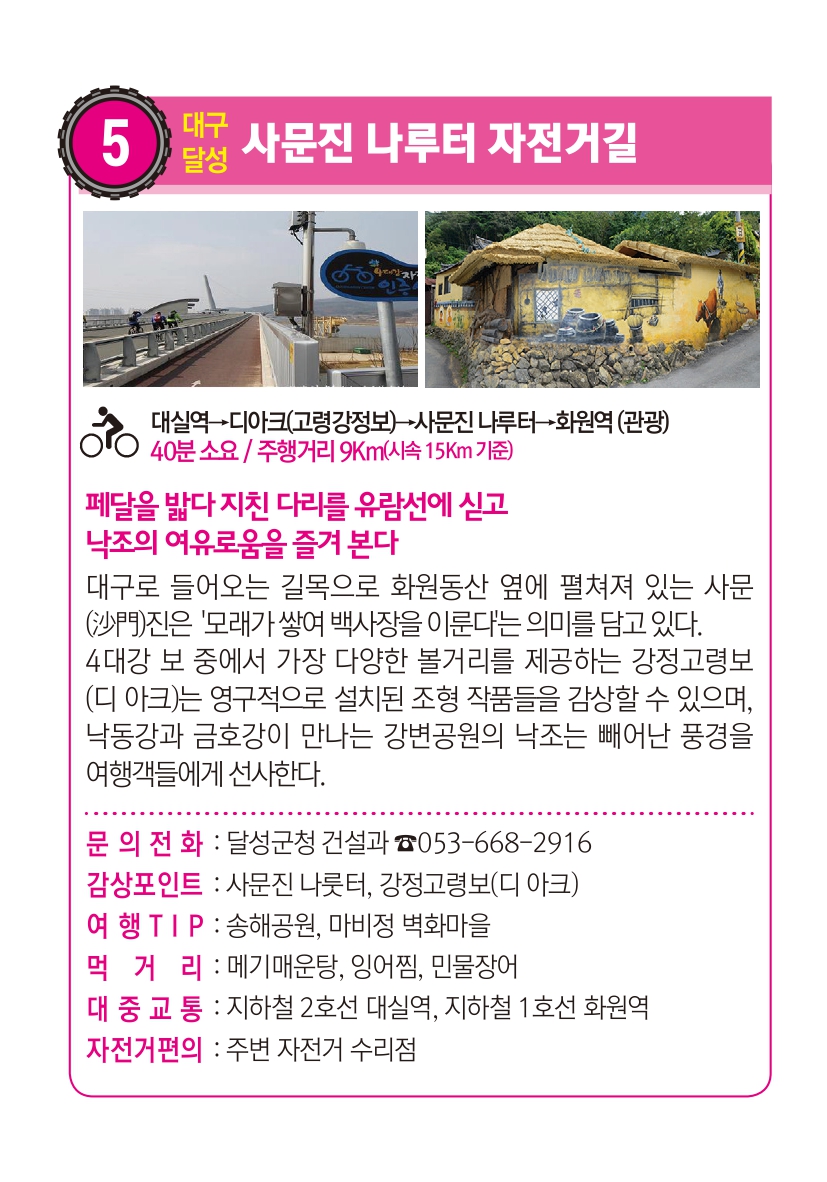 5
대구
달성
사문진 나루터 자전거길
인증
대실역→디아크(고령강정보)→사문진 나루터→화원역 (관광)
40분 소요 / 주행거리 9Km(시속 15Km 기준)
페달을 밟다 지친 다리를 유람선에 싣고
낙조의 여유로움을 즐겨 본다
대구로 들어오는 길목으로 화원동산 옆에 펼쳐져 있는 사문
(沙門)진은 '모래가 쌓여 백사장을 이룬다'는 의미를 담고 있다.
4대강 보 중에서 가장 다양한 볼거리를 제공하는 강정고령보
(디 아크)는 영구적으로 설치된 조형 작품들을 감상할 수 있으며,
낙동강과 금호강이 만나는 강변공원의 낙조는 빼어난 풍경을
여행객들에게 선사한다.
문 의 전 화 : 달성군청 건설과 ☎053-668-2916
감상포인트 : 사문진 나룻터, 강정고령보(디 아크)
여 행 T I P : 송해공원, 마비정 벽화마을
먹 거 리 : 메기매운탕, 잉어찜, 민물장어
대 중 교 통 : 지하철 2호선 대실역, 지하철 1호선 화원역
자전거편의 : 주변 자전거 수리점